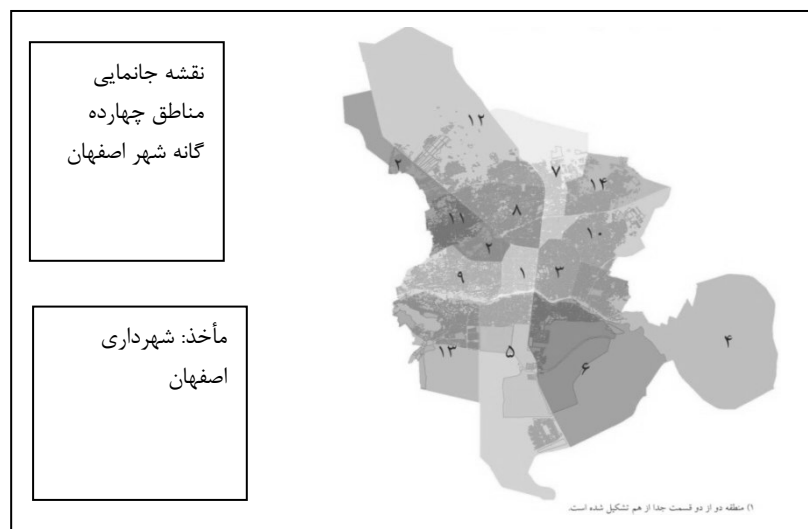 نقشه جانمایی
مناطق چهارده
گانه شهر اصفهان
مأخذ: شهرداری
اصفهان
۱۲
۲
۷
۱۴
۱۱
۸
۱۰
۲
۹
۱
۳
۴
۱۳
۵
۶
۱) منطقه دو از دو قسمت جدا از هم تشکیل شده است.